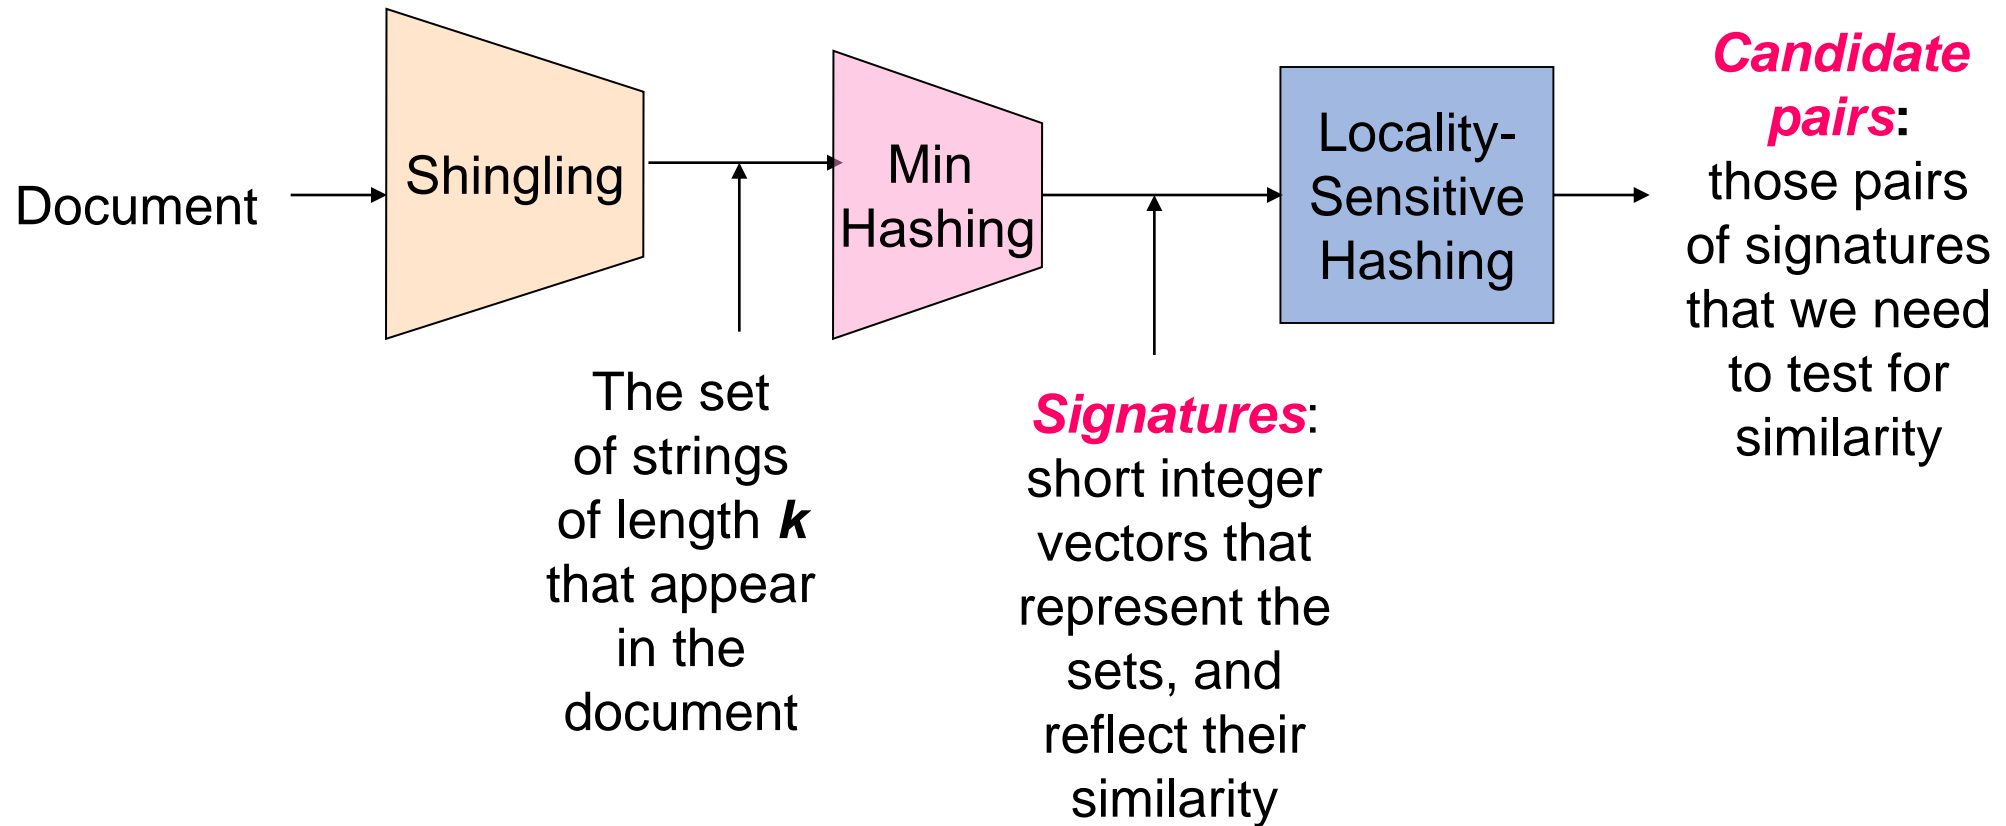 Document
Shingling
The set
of strings
of length k
that appear
in the
document
Min
Hashing
Signatures:
short integer
vectors that
represent the
sets, and
reflect their
similarity
Locality-
Sensitive
Hashing
Candidate
pairs:
those pairs
of signatures
that we need
to test for
similarity